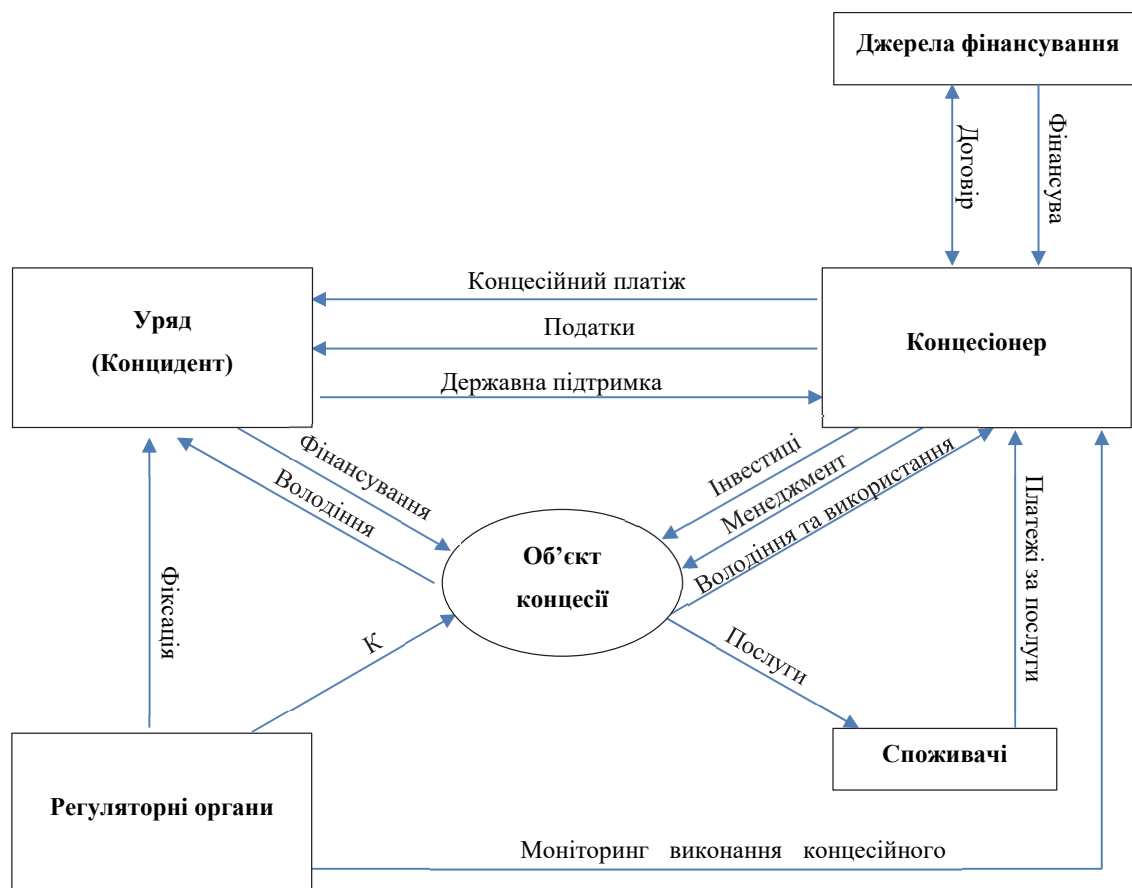 Джерела фінансування
Договір
Фінансува
Концесійний платіж
Уряд
(Концидент)
Податки
Концесіонер
Державна підтримка
Фінансування
Володіння
Інвестиці
Менеджмент
Володіння та використання
Платежі за послуги
Об’єкт
концесії
Фіксація
К
Послуги
Споживачі
Регуляторні органи
Моніторинг виконання концесійного